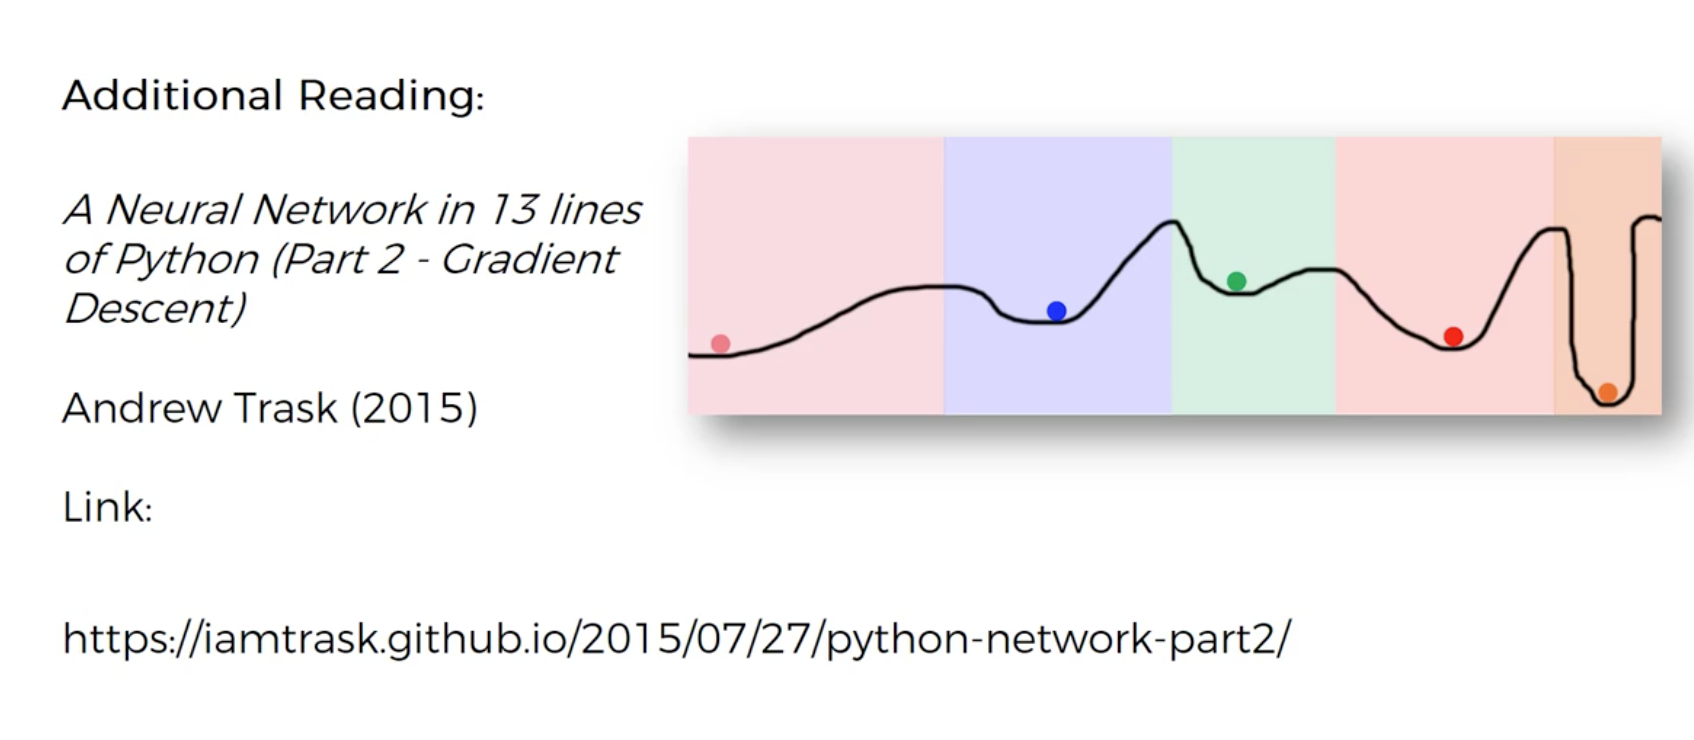 Additional Reading:
A Neural Network in 13 lines
of Python (Part 2 - Gradient
Descent)
Andrew Trask (2015)
Link:
https://iamtrask.github.io/2015/07/27/python-network-part2/